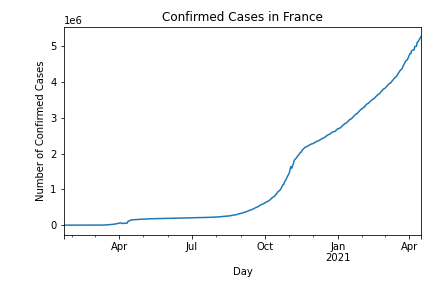 Confirmed Cases in France
1e6
5
4
3
2
1
0
Number of Confirmed Cases
Apr
Jul
Oct
Jan
2021
Apr
Day